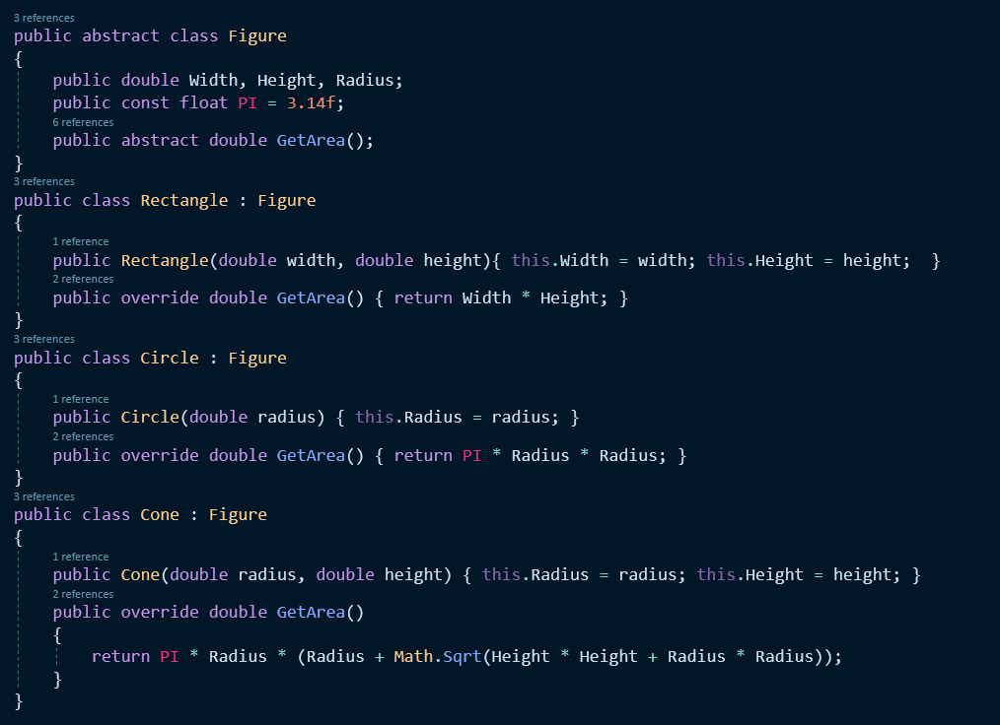 3 references
public abstract class Figure
{
    public double Width, Height, Radius;
    public const float PI = 3.14f;
    6 references
    public abstract double GetArea();
}
3 references
public class Rectangle : Figure
{
    1 reference
    public Rectangle(double width, double height){ this.Width = width; this.Height = height;  }
    2 references
    public override double GetArea() { return Width * Height; }
}
3 references
public class Circle : Figure
{
    1 reference
    public Circle(double radius) { this.Radius = radius; }
    2 references
    public override double GetArea() { return PI * Radius * Radius; }
}
3 references
public class Cone : Figure
{
    1 reference
    public Cone(double radius, double height) { this.Radius = radius; this.Height = height; }
    2 references
    public override double GetArea()
    {
        return PI * Radius * (Radius + Math.Sqrt(Height * Height + Radius * Radius));
    }
}